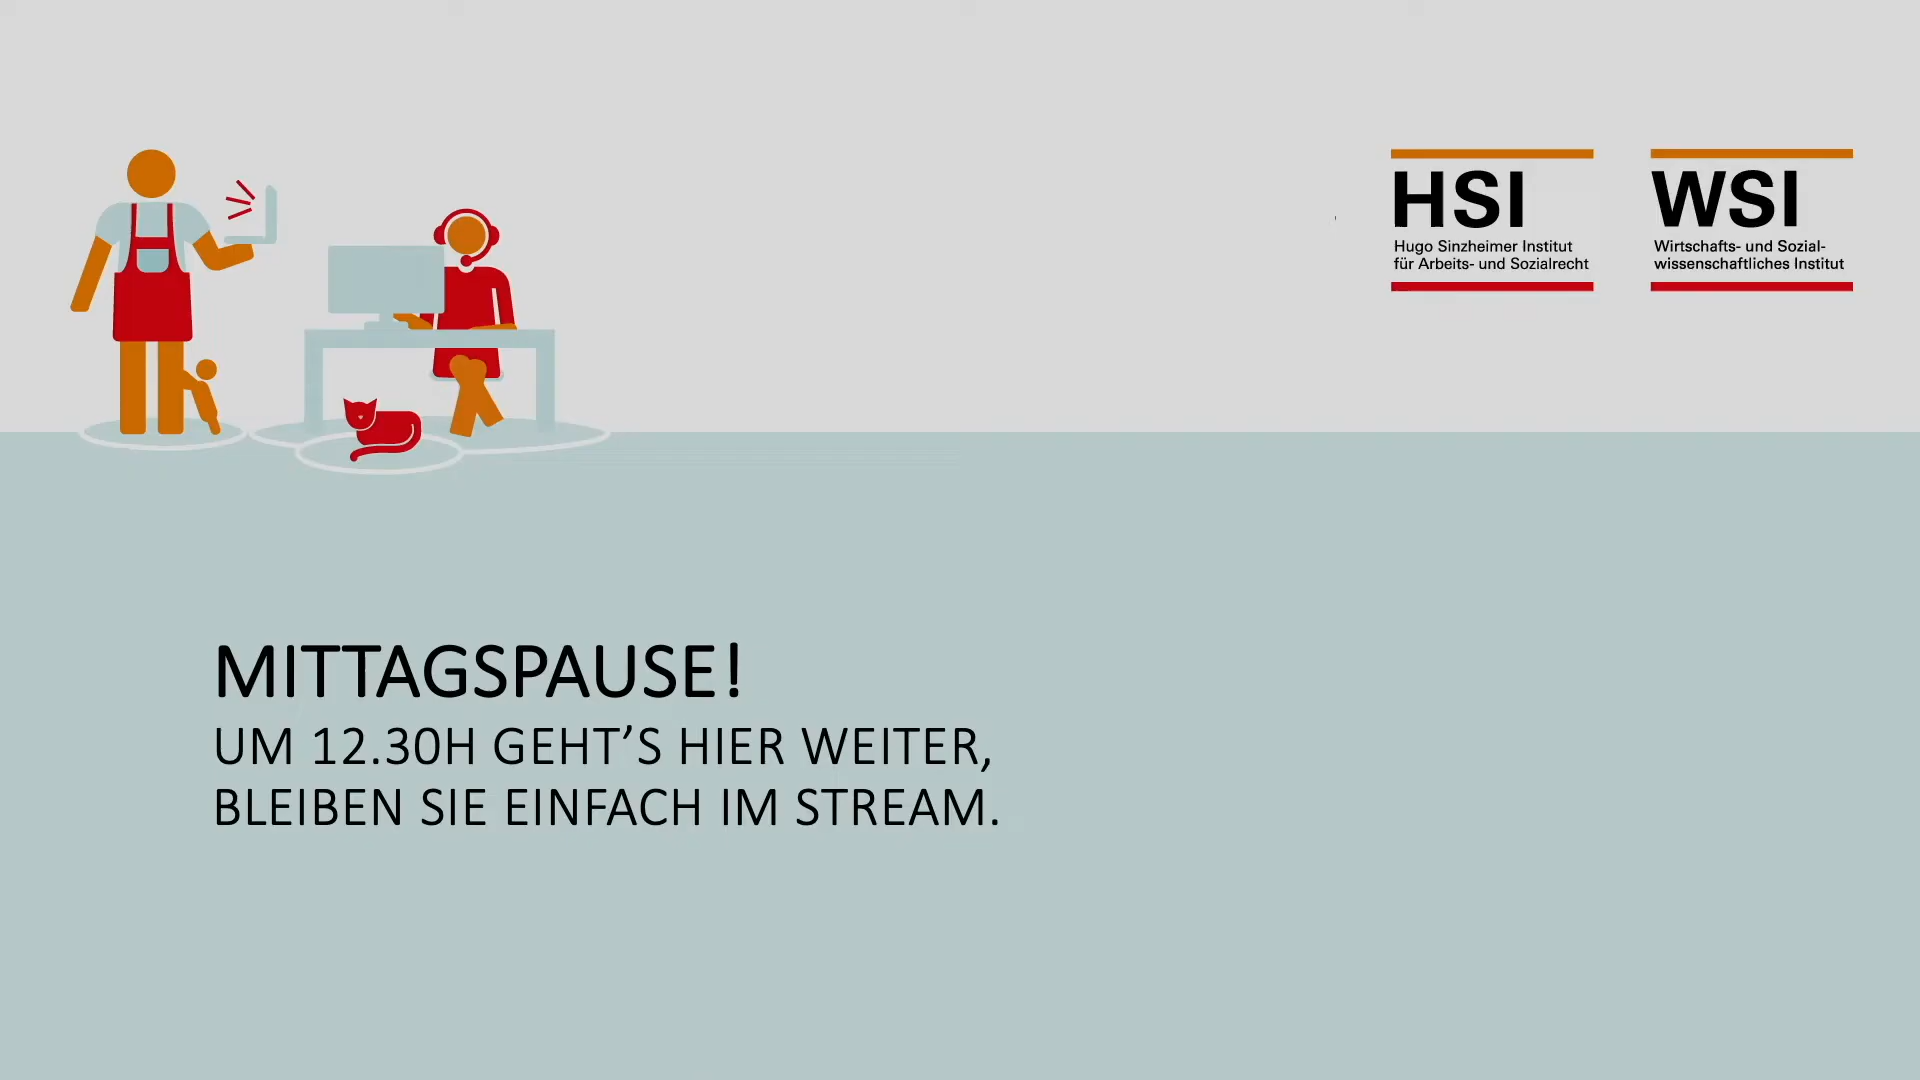 HSI
Hugo Sinzheimer Institut
für Arbeits- und Sozialrecht
WSI
Wirtschafts- und Sozial-
wissenschaftliches Institut
MITTAGSPAUSE!
UM 12.30H GEHT’S HIER WEITER,
BLEIBEN SIE EINFACH IM STREAM.